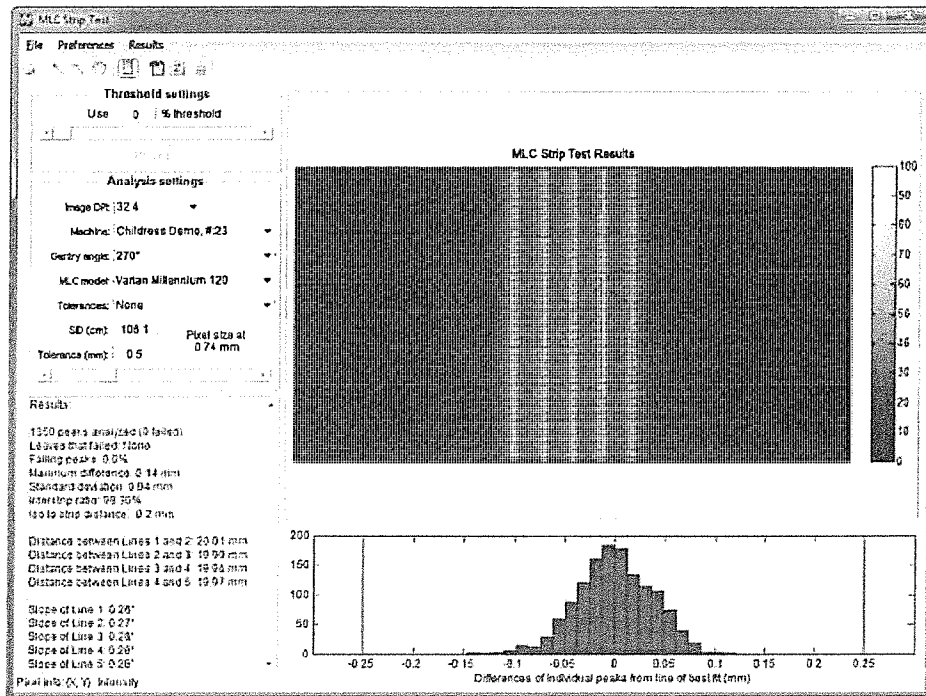 MLC Strip Test
File Preferences Results
Threshold settings
Use 0 % threshold
Analysis settings
Image DPI: 32.4
Machine: Childress Demo, #:23
Gantry angle: 270°
MLC model: Varian Millennium 120
Tolerances: None
SD (cm): 105.1
Pixel size at
0.74 mm
Tolerance (mm): 0.5
Results:
1350 peaks analyzed (0 failed)
Leaves that failed: None
Failing peaks: 0.0%
Maximum difference: 0.14 mm
Standard deviation: 0.04 mm
Interstrip ratio:
Iso to strip distance: 0.2 mm
Distance between Lines 1 and 2: 20.01 mm
Distance between Lines 2 and 3: 19.99 mm
Distance between Lines 3 and 4: 19.98 mm
Distance between Lines 4 and 5: 19.97 mm
Slope of Line 1: 0.26°
Slope of Line 2: 0.27°
Slope of Line 3: 0.26°
Slope of Line 4: 0.26°
Slope of Line 5: 0.26°
Pixel info: (X, Y) Intensity
MLC Strip Test Results
100
90
80
70
60
50
40
30
20
10
0
200
150
100
50
0
-0.25 -0.2 -0.15 -0.1 -0.05 0 0.05 0.1 0.15 0.2 0.25
Differences of individual peaks from line of best fit (mm)